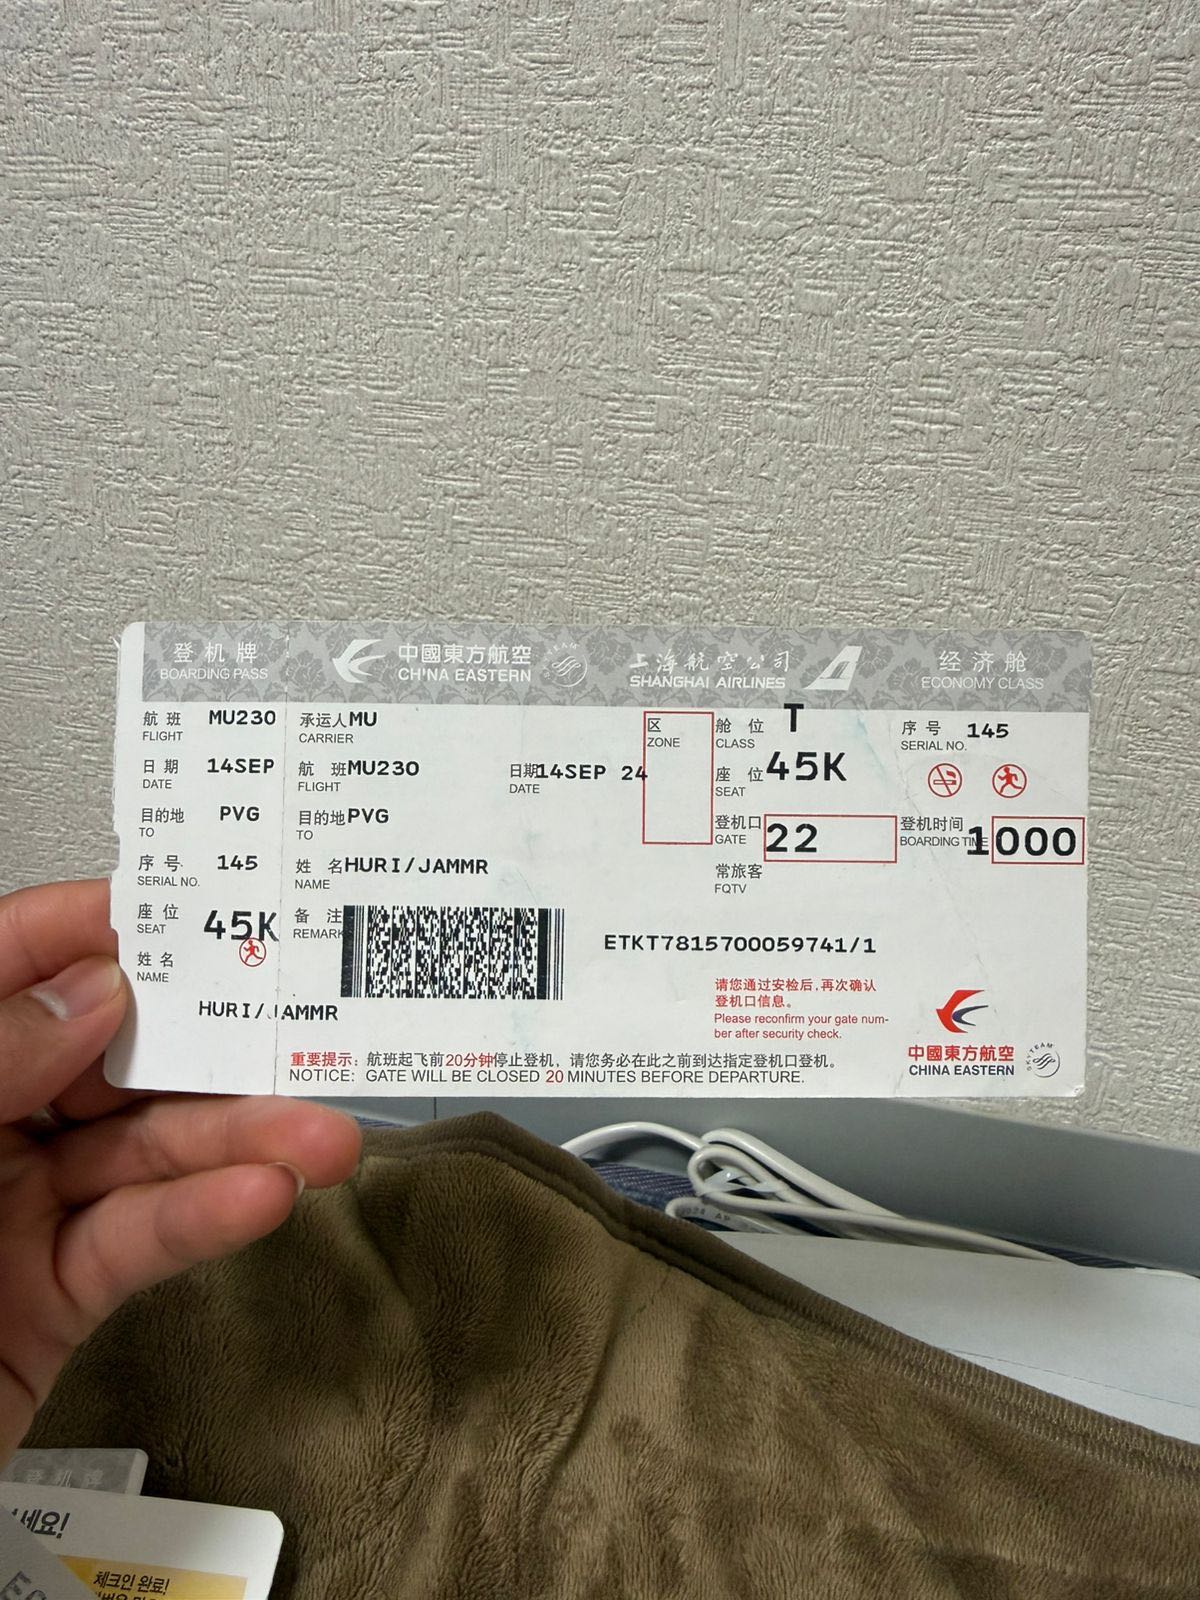 登机牌
BOARDING PASS
中國東方航空
CHINA EASTERN
SKYTEAM
上海航空公司
SHANGHAI AIRLINES
经济舱
ECONOMY CLASS
航班 MU230
FLIGHT
日期 14SEP
DATE
目的地 PVG
TO
序号 145
SERIAL NO.
座位 45K
SEAT
姓名
NAME
HURI/JAMMR
承运人 MU
CARRIER
航班 MU230
FLIGHT
日期 14SEP 24
DATE
目的地 PVG
TO
姓名 HURI/JAMMR
NAME
备注
REMARK
区
ZONE
舱位 T
CLASS
座位 45K
SEAT
登机口 22
GATE
常旅客
FQTV
序号 145
SERIAL NO.
登机时间 1000
BOARDING TIME
ETKT7815700059741/1
请您通过安检后,再次确认
登机口信息。
Please reconfirm your gate num-
ber after security check.
中國東方航空
CHINA EASTERN
SKYTEAM
重要提示: 航班起飞前20分钟停止登机, 请您务必在此之前到达指定登机口登机。
NOTICE: GATE WILL BE CLOSED 20 MINUTES BEFORE DEPARTURE.
登机牌
세요!
체크인 완료!